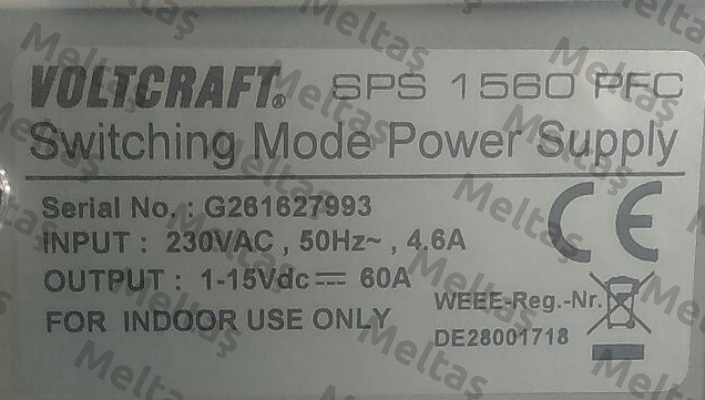 VOLTCRAFT® SPS 1560 PFC
Switching Mode Power Supply
Serial No. : G261627993
INPUT : 230VAC , 50Hz~ , 4.6A
OUTPUT : 1-15Vdc ⎓ 60A
FOR INDOOR USE ONLY
CE
WEEE-Reg.-Nr.
DE28001718
Meltaş